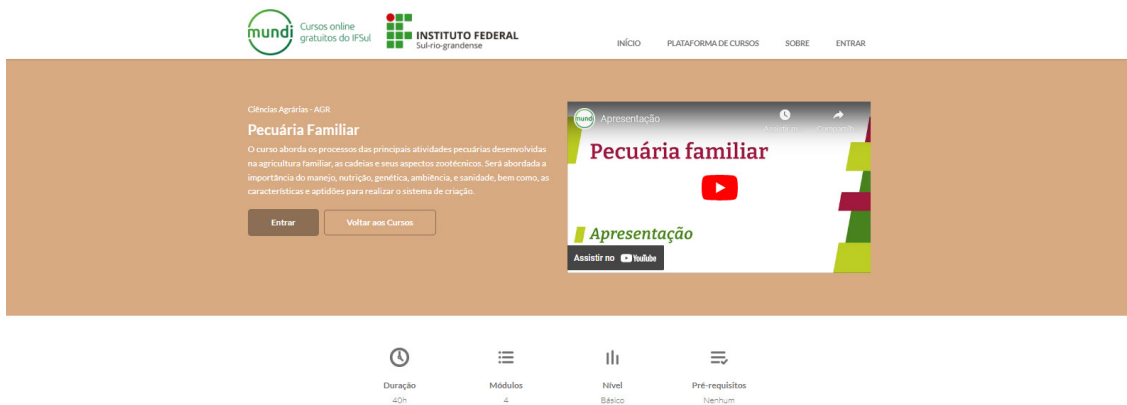 mundi
Cursos online
gratuitos do IFSul
INSTITUTO FEDERAL
Sul-rio-grandense
INÍCIO
PLATAFORMA DE CURSOS
SOBRE
ENTRAR
Ciências Agrárias - AGR
Pecuária Familiar
O curso aborda os processos das principais atividades pecuárias desenvolvidas
na agricultura familiar, as cadeias e seus aspectos zootécnicos. Será abordada a
importância do manejo, nutrição, genética, ambiência, e sanidade, bem como, as
características e aptidões para realizar o sistema de criação.
Entrar
Voltar aos Cursos
mundi
Apresentação
Pecuária familiar
Apresentação
Assistir no YouTube
Duração
40h
Módulos
4
Nível
Básico
Pré-requisitos
Nenhum